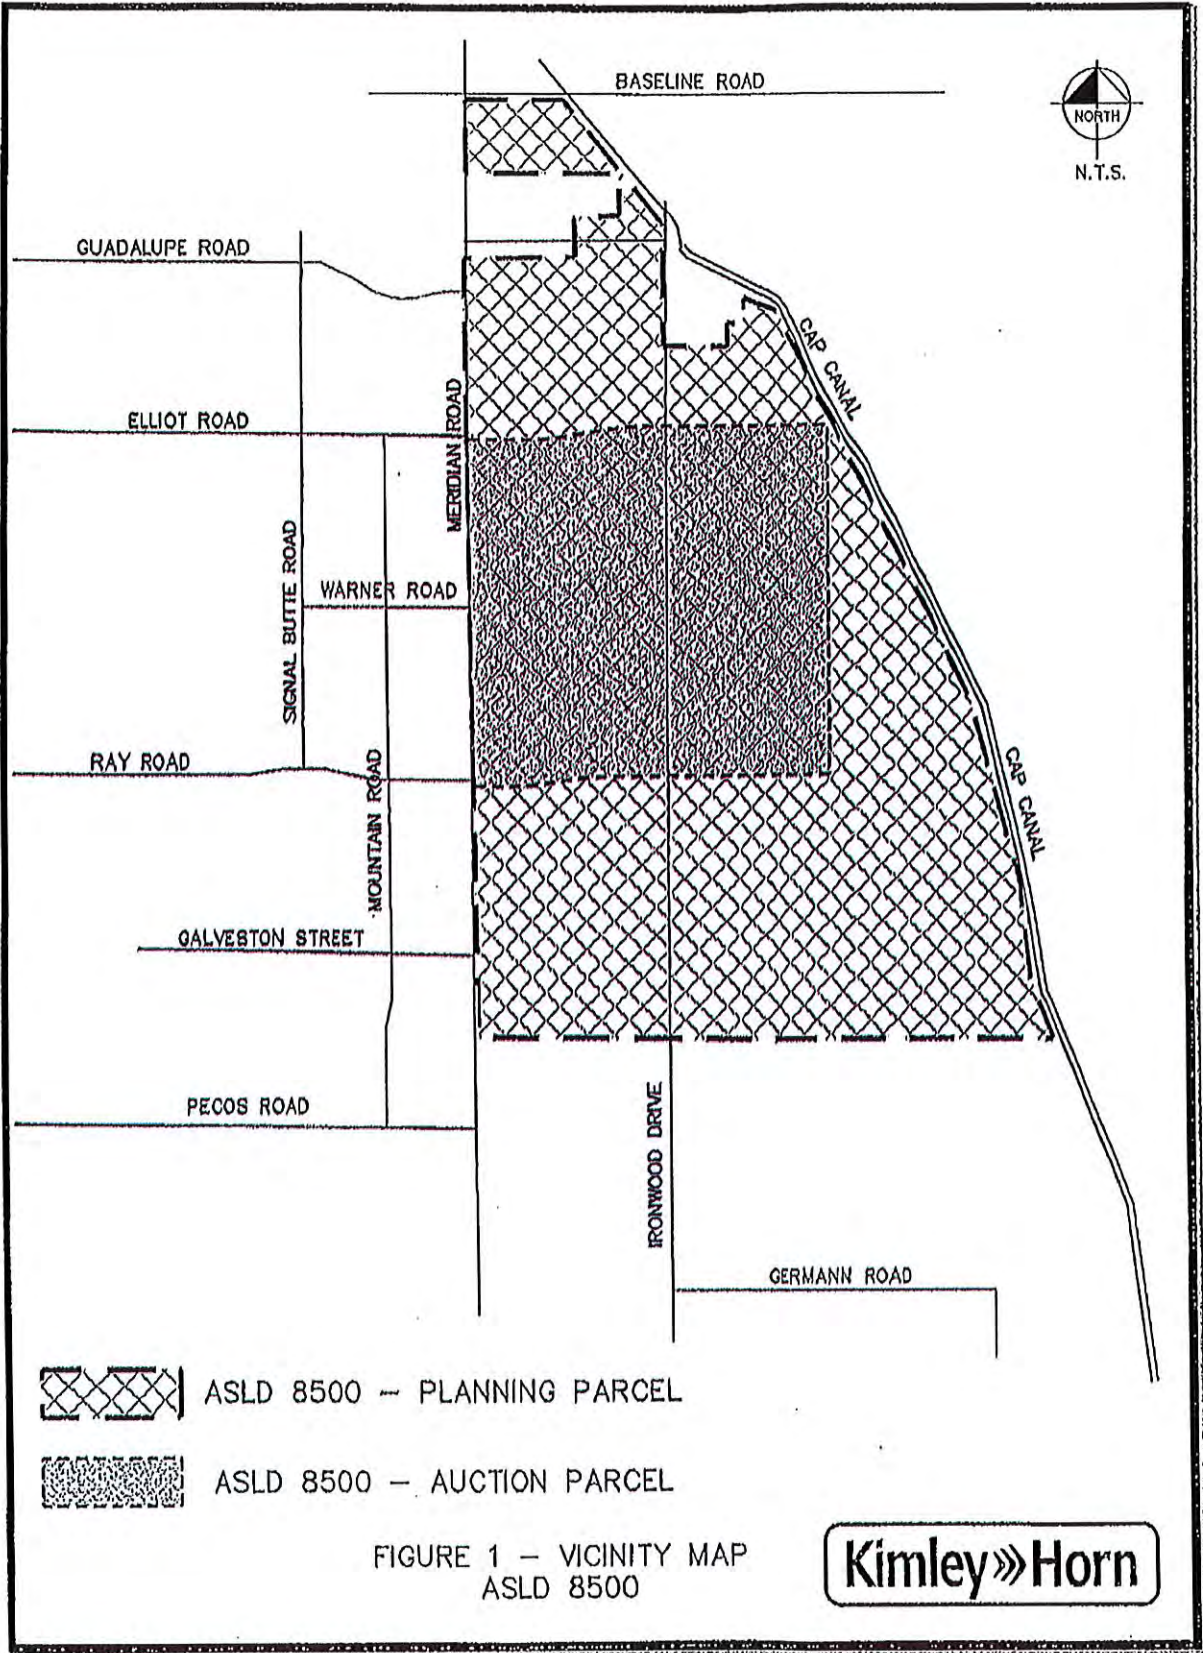 BASELINE ROAD
NORTH
N.T.S.
GUADALUPE ROAD
CAP CANAL
ELLIOT ROAD
MERIDIAN ROAD
SIGNAL BUTTE ROAD
WARNER ROAD
RAY ROAD
MOUNTAIN ROAD
CAP CANAL
GALVESTON STREET
PECOS ROAD
IRONWOOD DRIVE
GERMANN ROAD
ASLD 8500 - PLANNING PARCEL
ASLD 8500 - AUCTION PARCEL
FIGURE 1 - VICINITY MAP
ASLD 8500
Kimley»Horn